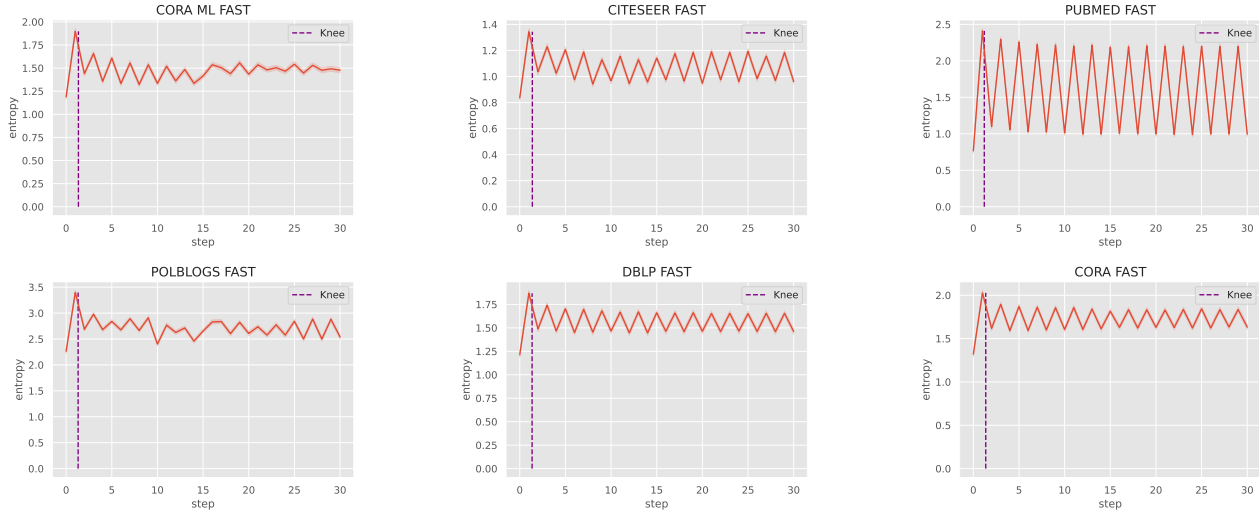 CORA ML FAST
2.00
1.75
1.50
1.25
1.00
0.75
0.50
0.25
0.00
entropy
0 5 10 15 20 25 30
step
Knee
CITESEER FAST
1.4
1.2
1.0
0.8
0.6
0.4
0.2
0.0
entropy
0 5 10 15 20 25 30
step
Knee
PUBMED FAST
2.5
2.0
1.5
1.0
0.5
0.0
entropy
0 5 10 15 20 25 30
step
Knee
POLBLOGS FAST
3.5
3.0
2.5
2.0
1.5
1.0
0.5
0.0
entropy
0 5 10 15 20 25 30
step
Knee
DBLP FAST
1.75
1.50
1.25
1.00
0.75
0.50
0.25
0.00
entropy
0 5 10 15 20 25 30
step
Knee
CORA FAST
2.0
1.5
1.0
0.5
0.0
entropy
0 5 10 15 20 25 30
step
Knee